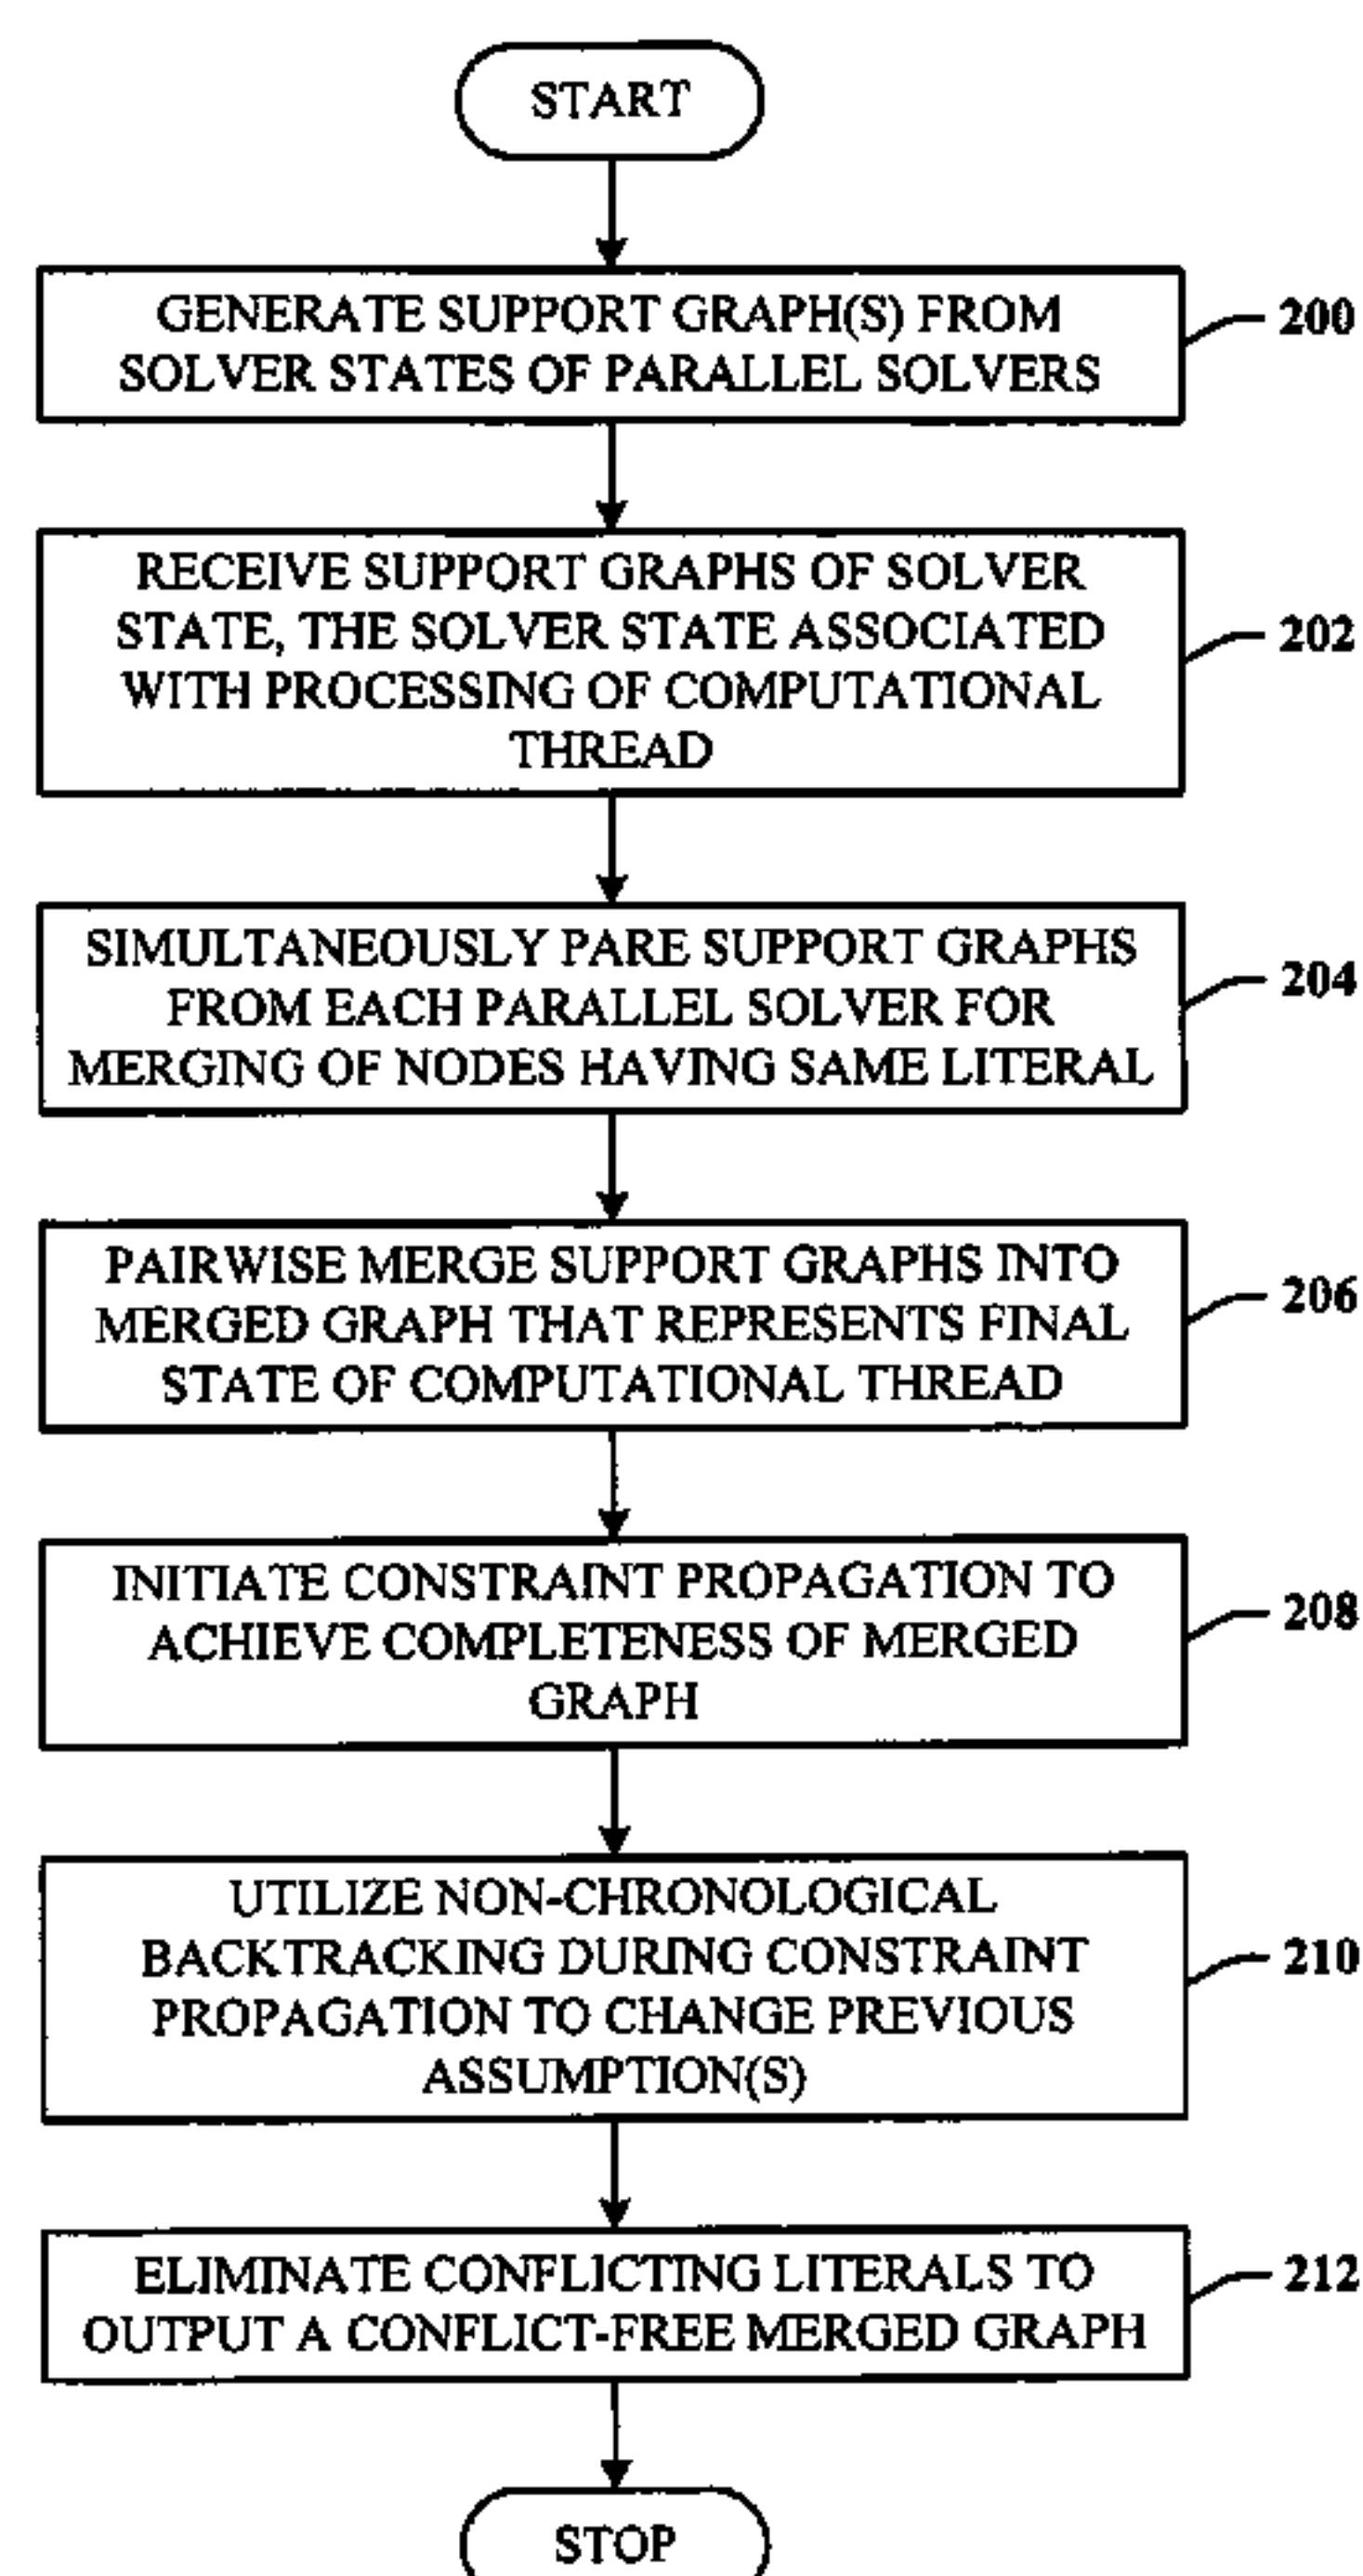 START
GENERATE SUPPORT GRAPH(S) FROM
SOLVER STATES OF PARALLEL SOLVERS
200
RECEIVE SUPPORT GRAPHS OF SOLVER
STATE, THE SOLVER STATE ASSOCIATED
WITH PROCESSING OF COMPUTATIONAL
THREAD
202
SIMULTANEOUSLY PARE SUPPORT GRAPHS
FROM EACH PARALLEL SOLVER FOR
MERGING OF NODES HAVING SAME LITERAL
204
PAIRWISE MERGE SUPPORT GRAPHS INTO
MERGED GRAPH THAT REPRESENTS FINAL
STATE OF COMPUTATIONAL THREAD
206
INITIATE CONSTRAINT PROPAGATION TO
ACHIEVE COMPLETENESS OF MERGED
GRAPH
208
UTILIZE NON-CHRONOLOGICAL
BACKTRACKING DURING CONSTRAINT
PROPAGATION TO CHANGE PREVIOUS
ASSUMPTION(S)
210
ELIMINATE CONFLICTING LITERALS TO
OUTPUT A CONFLICT-FREE MERGED GRAPH
212
STOP